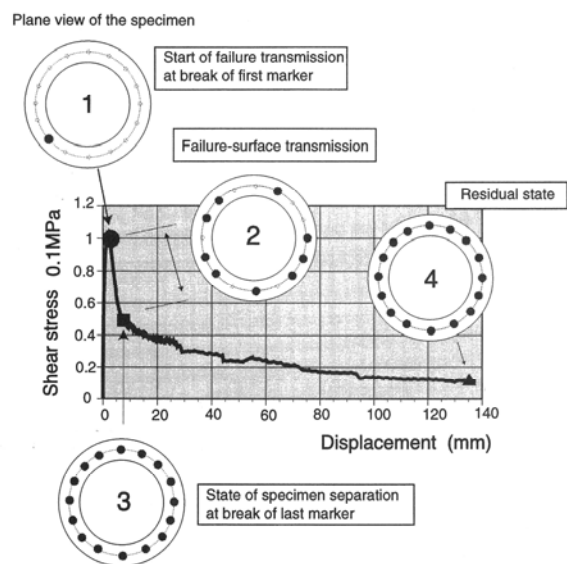 Plane view of the specimen
1
Start of failure transmission
at break of first marker
Failure-surface transmission
2
Residual state
4
Shear stress 0.1MPa
1.2
1
0.8
0.6
0.4
0.2
0
0 20 40 60 80 100 120 140
Displacement (mm)
3
State of specimen separation
at break of last marker